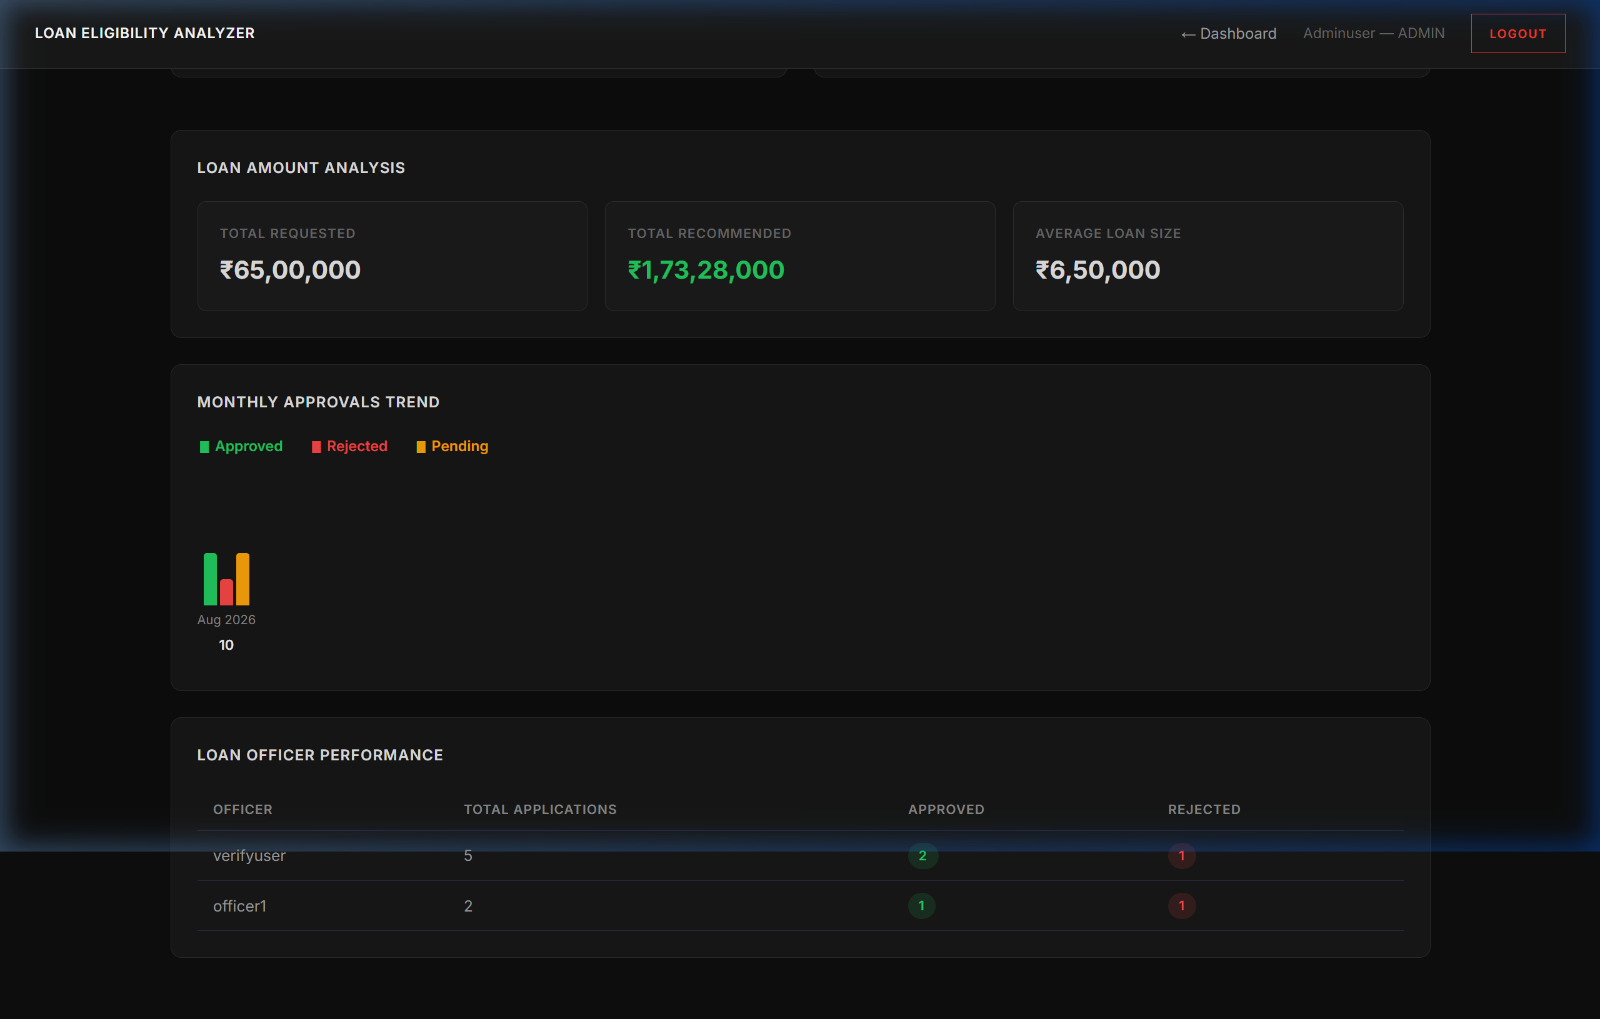 LOAN ELIGIBILITY ANALYZER
← Dashboard Adminuser — ADMIN LOGOUT
LOAN AMOUNT ANALYSIS
TOTAL REQUESTED TOTAL RECOMMENDED AVERAGE LOAN SIZE
₹65,00,000 ₹1,73,28,000 ₹6,50,000
MONTHLY APPROVALS TREND
Approved Rejected Pending
Aug 2026
10
LOAN OFFICER PERFORMANCE
OFFICER TOTAL APPLICATIONS APPROVED REJECTED
verifyuser 5 2 1
officer1 2 1 1